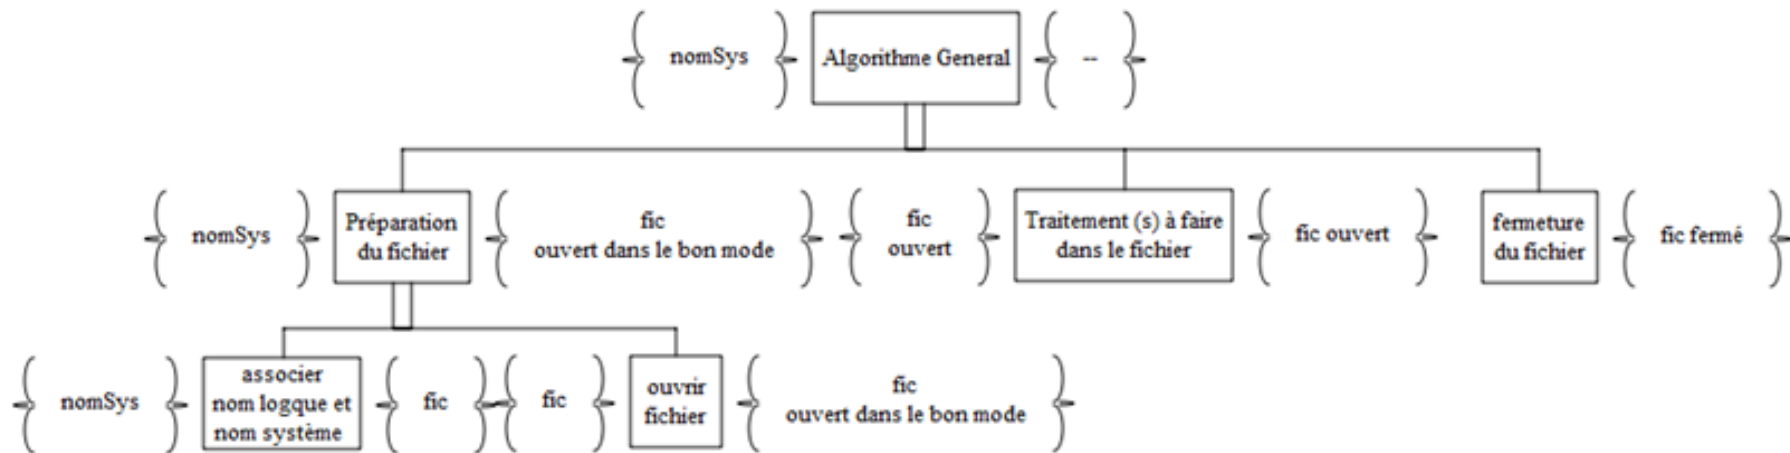 nomSys
Algorithme General
--
nomSys
Préparation
du fichier
fic
ouvert dans le bon mode
fic
ouvert
Traitement (s) à faire
dans le fichier
fic ouvert
fermeture
du fichier
fic fermé
nomSys
associer
nom logque et
nom système
fic
fic
ouvrir
fichier
fic
ouvert dans le bon mode